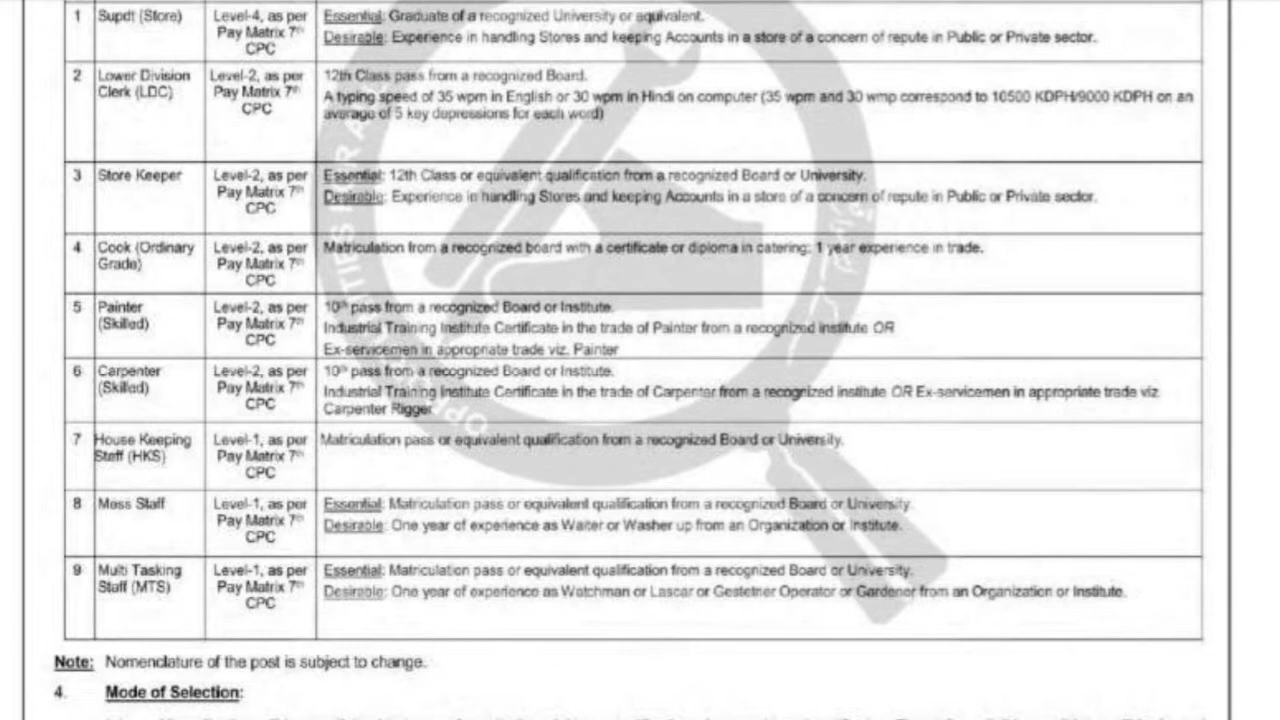 1 Supdt (Store) Level-4, as per Pay Matrix 7th CPC Essential: Graduate of a recognized University or equivalent.
Desirable: Experience in handling Stores and keeping Accounts in a store of a concern of repute in Public or Private sector.
2 Lower Division Clerk (LDC) Level-2, as per Pay Matrix 7th CPC 12th Class pass from a recognized Board.
A typing speed of 35 wpm in English or 30 wpm in Hindi on computer (35 wpm and 30 wmp correspond to 10500 KDPH/9000 KDPH on an
average of 5 key depressions for each word)
3 Store Keeper Level-2, as per Pay Matrix 7th CPC Essential: 12th Class or equivalent qualification from a recognized Board or University.
Desirable: Experience in handling Stores and keeping Accounts in a store of a concern of repute in Public or Private sector.
4 Cook (Ordinary Grade) Level-2, as per Pay Matrix 7th CPC Matriculation from a recognized board with a certificate or diploma in catering; 1 year experience in trade.
5 Painter (Skilled) Level-2, as per Pay Matrix 7th CPC 10th pass from a recognized Board or Institute.
Industrial Training Institute Certificate in the trade of Painter from a recognized institute OR
Ex-servicemen in appropriate trade viz. Painter
6 Carpenter (Skilled) Level-2, as per Pay Matrix 7th CPC 10th pass from a recognized Board or Institute.
Industrial Training Institute Certificate in the trade of Carpenter from a recognized institute OR Ex-servicemen in appropriate trade viz
Carpenter Rigger
7 House Keeping Staff (HKS) Level-1, as per Pay Matrix 7th CPC Matriculation pass or equivalent qualification from a recognized Board or University.
8 Mess Staff Level-1, as per Pay Matrix 7th CPC Essential: Matriculation pass or equivalent qualification from a recognized Board or University
Desirable: One year of experience as Waiter or Washer up from an Organization or Institute.
9 Multi Tasking Staff (MTS) Level-1, as per Pay Matrix 7th CPC Essential: Matriculation pass or equivalent qualification from a recognized Board or University.
Desirable: One year of experience as Watchman or Lascar or Gestetner Operator or Gardener from an Organization or Institute.
Note: Nomenclature of the post is subject to change.
4. Mode of Selection: